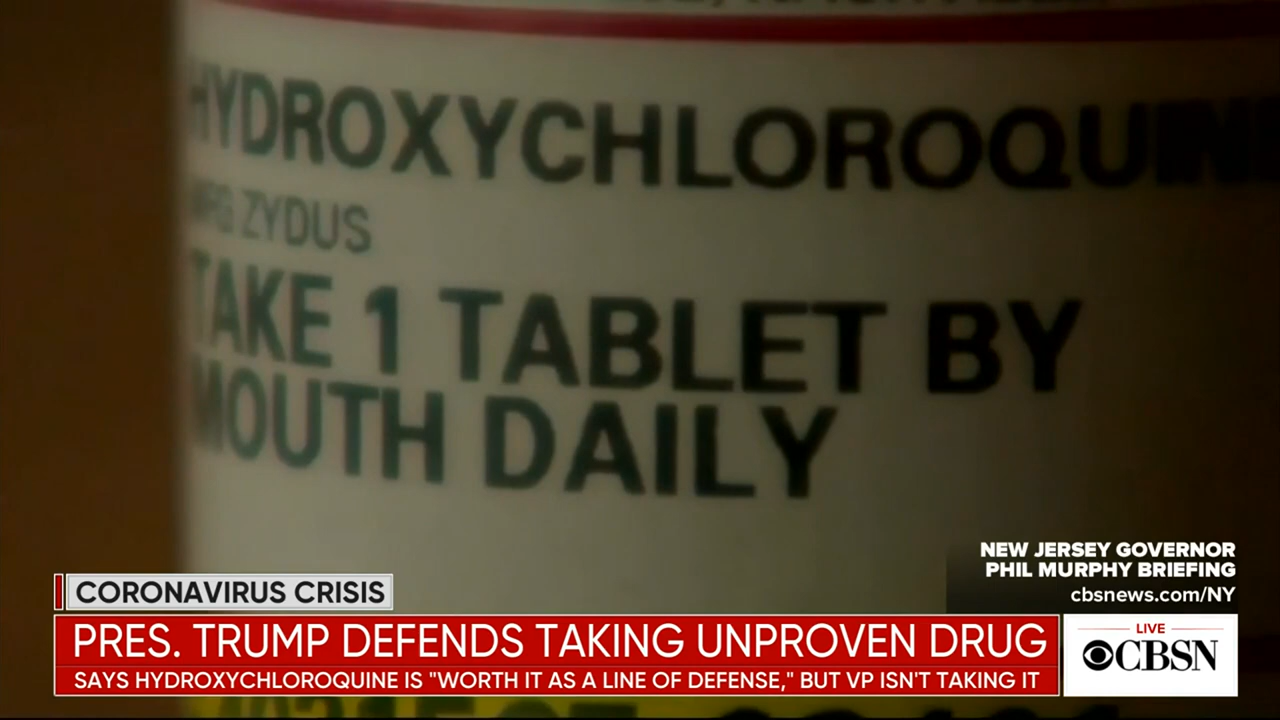 HYDROXYCHLOROQUINE
MFG ZYDUS
TAKE 1 TABLET BY
MOUTH DAILY
NEW JERSEY GOVERNOR
PHIL MURPHY BRIEFING
cbsnews.com/NY
CORONAVIRUS CRISIS
PRES. TRUMP DEFENDS TAKING UNPROVEN DRUG
SAYS HYDROXYCHLOROQUINE IS "WORTH IT AS A LINE OF DEFENSE," BUT VP ISN'T TAKING IT
LIVE
CBSN